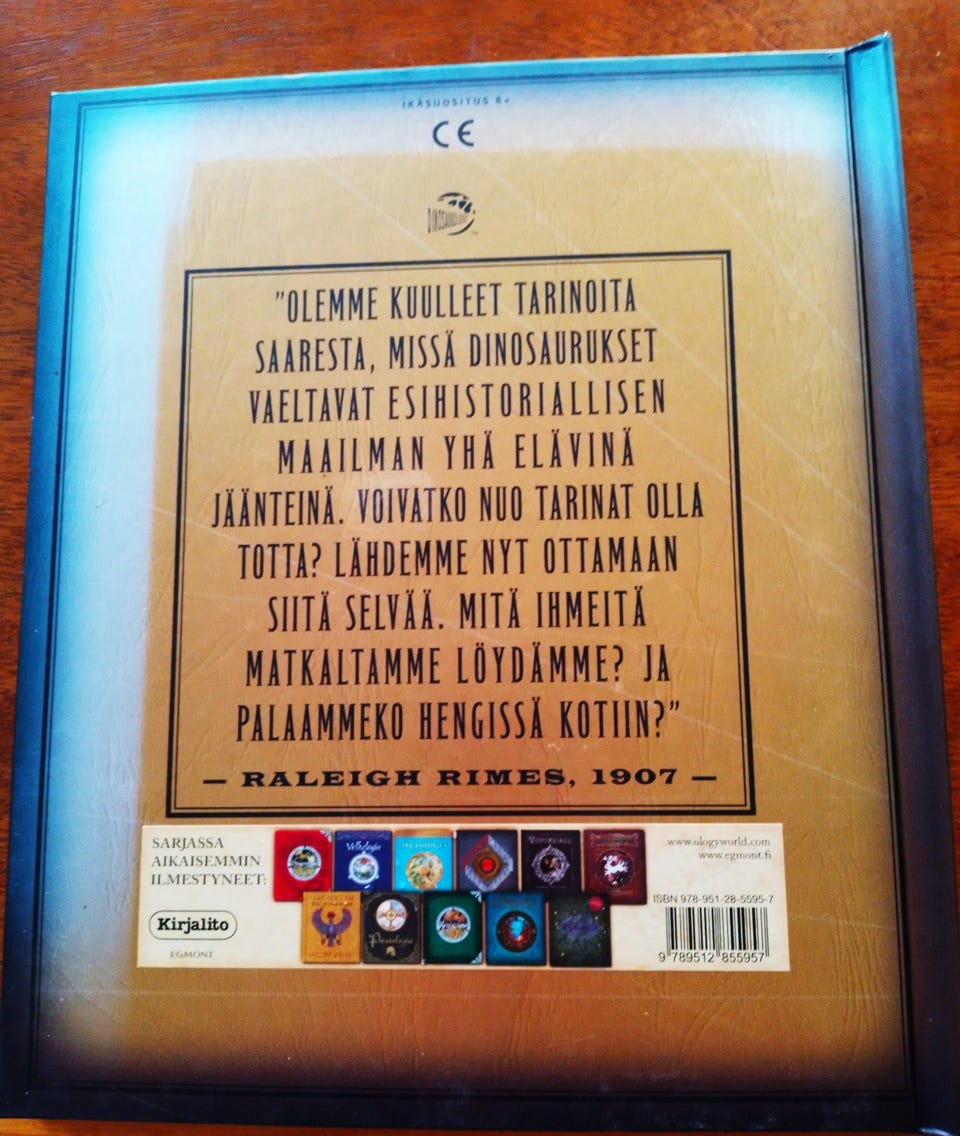 IKÄSUOSITUS 8+
CE
"OLEMME KUULLEET TARINOITA
SAARESTA, MISSÄ DINOSAURUKSET
VAELTAVAT ESIHISTORIALLISEN
MAAILMAN YHÄ ELÄVINÄ
JÄÄNTEINÄ. VOIVATKO NUO TARINAT OLLA
TOTTA? LÄHDEMME NYT OTTAMAAN
SIITÄ SELVÄÄ. MITÄ IHMEITÄ
MATKALTAMME LÖYDÄMME? JA
PALAAMMEKO HENGISSÄ KOTIIN?"
— RALEIGH RIMES, 1907 —
SARJASSA
AIKAISEMMIN
ILMESTYNEET:
Kirjalito
EGMONT
www.ologyworld.com
www.egmont.fi
ISBN 978-951-28-5595-7
9 789512 855957